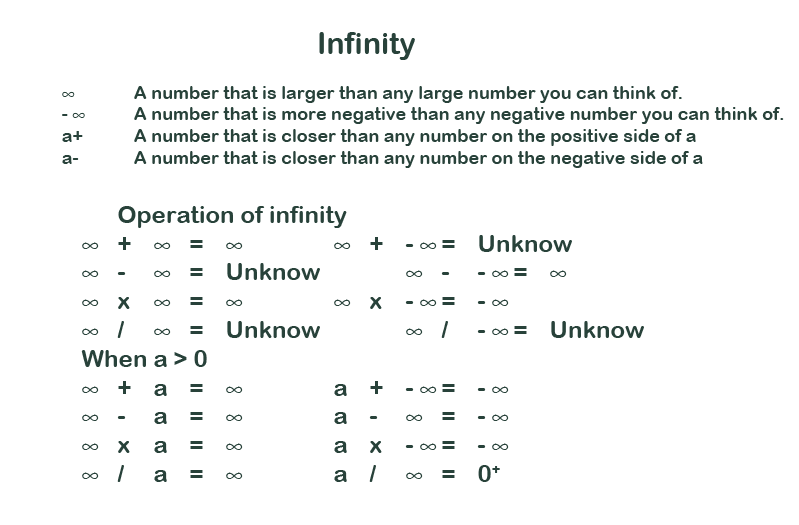 Infinity
∞ A number that is larger than any large number you can think of.
- ∞ A number that is more negative than any negative number you can think of.
a+ A number that is closer than any number on the positive side of a
a- A number that is closer than any number on the negative side of a
Operation of infinity
∞ + ∞ = ∞ ∞ + - ∞ = Unknow
∞ - ∞ = Unknow ∞ - - ∞ = ∞
∞ x ∞ = ∞ ∞ x - ∞ = - ∞
∞ / ∞ = Unknow ∞ / - ∞ = Unknow
When a > 0
∞ + a = ∞ a + - ∞ = - ∞
∞ - a = ∞ a - ∞ = - ∞
∞ x a = ∞ a x - ∞ = - ∞
∞ / a = ∞ a / ∞ = 0⁺